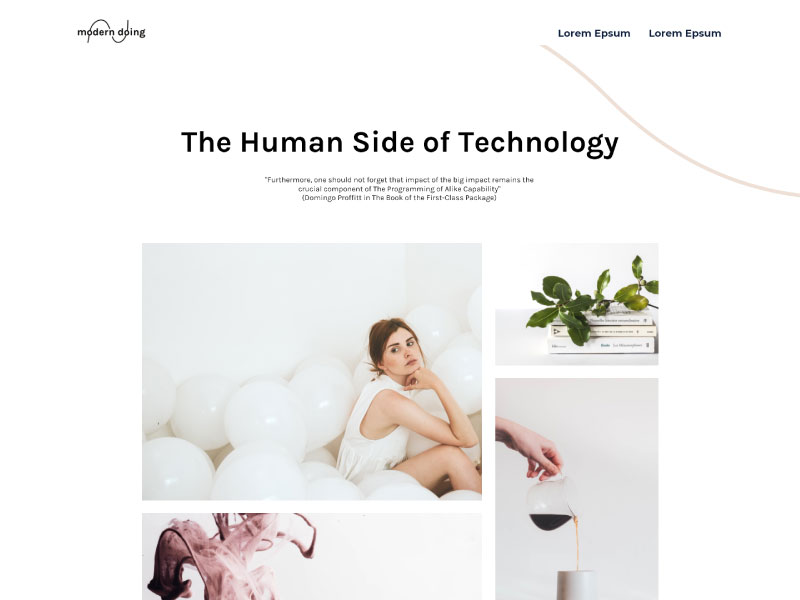 modern doing
Lorem Epsum
Lorem Epsum
The Human Side of Technology
"Furthermore, one should not forget that impact of the big impact remains the
crucial component of The Programming of Alike Capability"
(Domingo Proffitt in The Book of the First-Class Package)